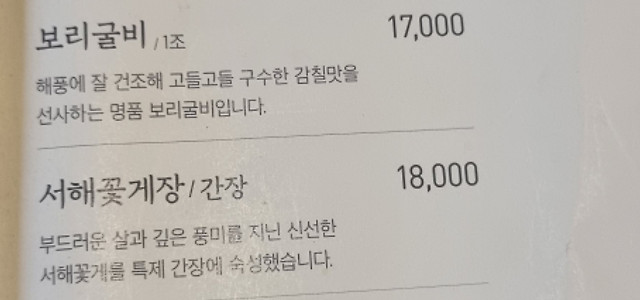 보리굴비 / 1조 17,000
해풍에 잘 건조해 고들고들 구수한 감칠맛을
선사하는 명품 보리굴비입니다.
서해꽃게장 / 간장 18,000
부드러운 살과 깊은 풍미를 지닌 신선한
서해꽃게를 특제 간장에 숙성했습니다.